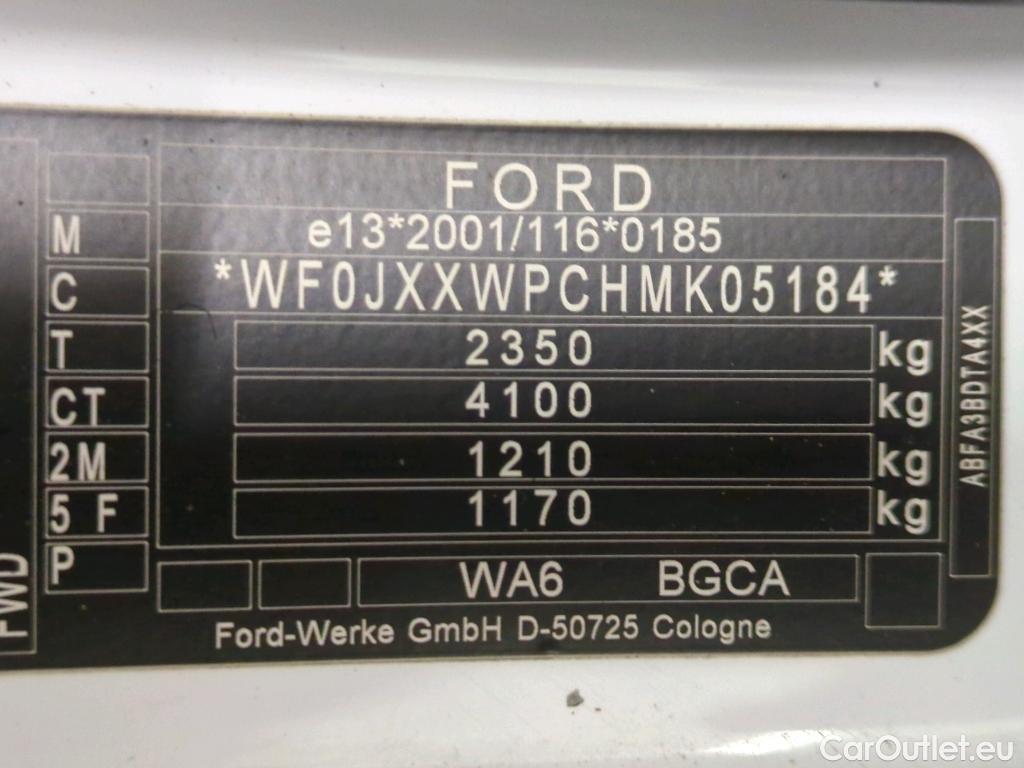 FORD
M
e13*2001/116*0185
C
*WF0JXXWPCHMK05184*
T
2350 kg
CT
4100 kg
2M
1210 kg
5 F
1170 kg
P
WA6 BGCA
Ford-Werke GmbH D-50725 Cologne
FWD
ABFA3BDTA4XX
CarOutlet.eu